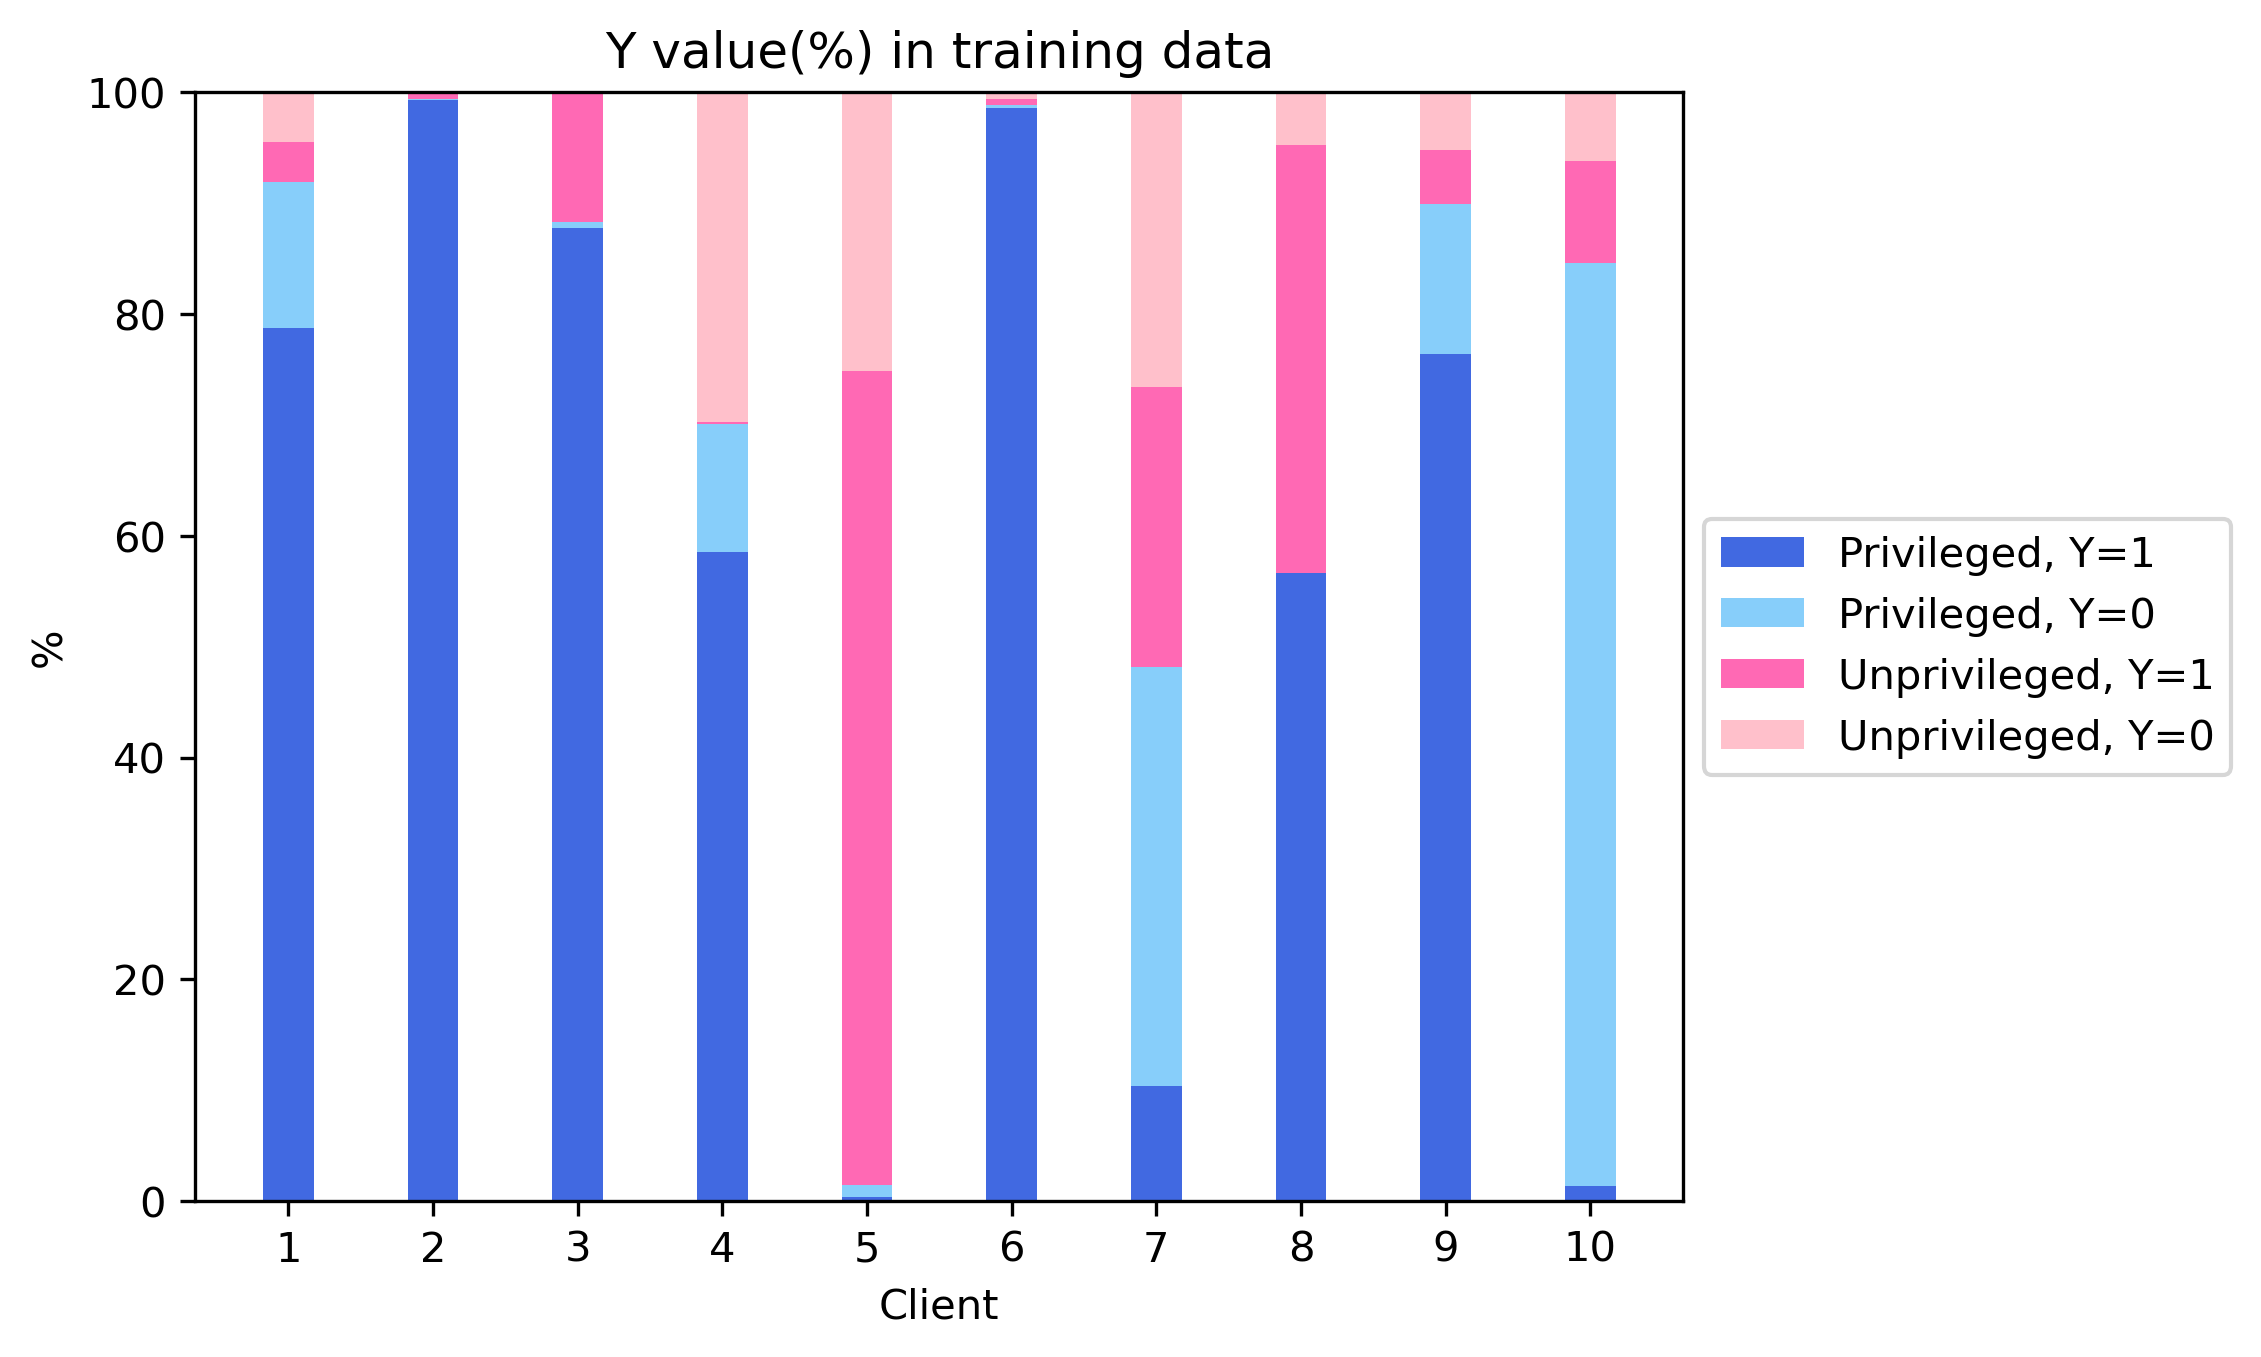 Y value(%) in training data
100
80
60
40
20
0
%
1 2 3 4 5 6 7 8 9 10
Client
Privileged, Y=1
Privileged, Y=0
Unprivileged, Y=1
Unprivileged, Y=0